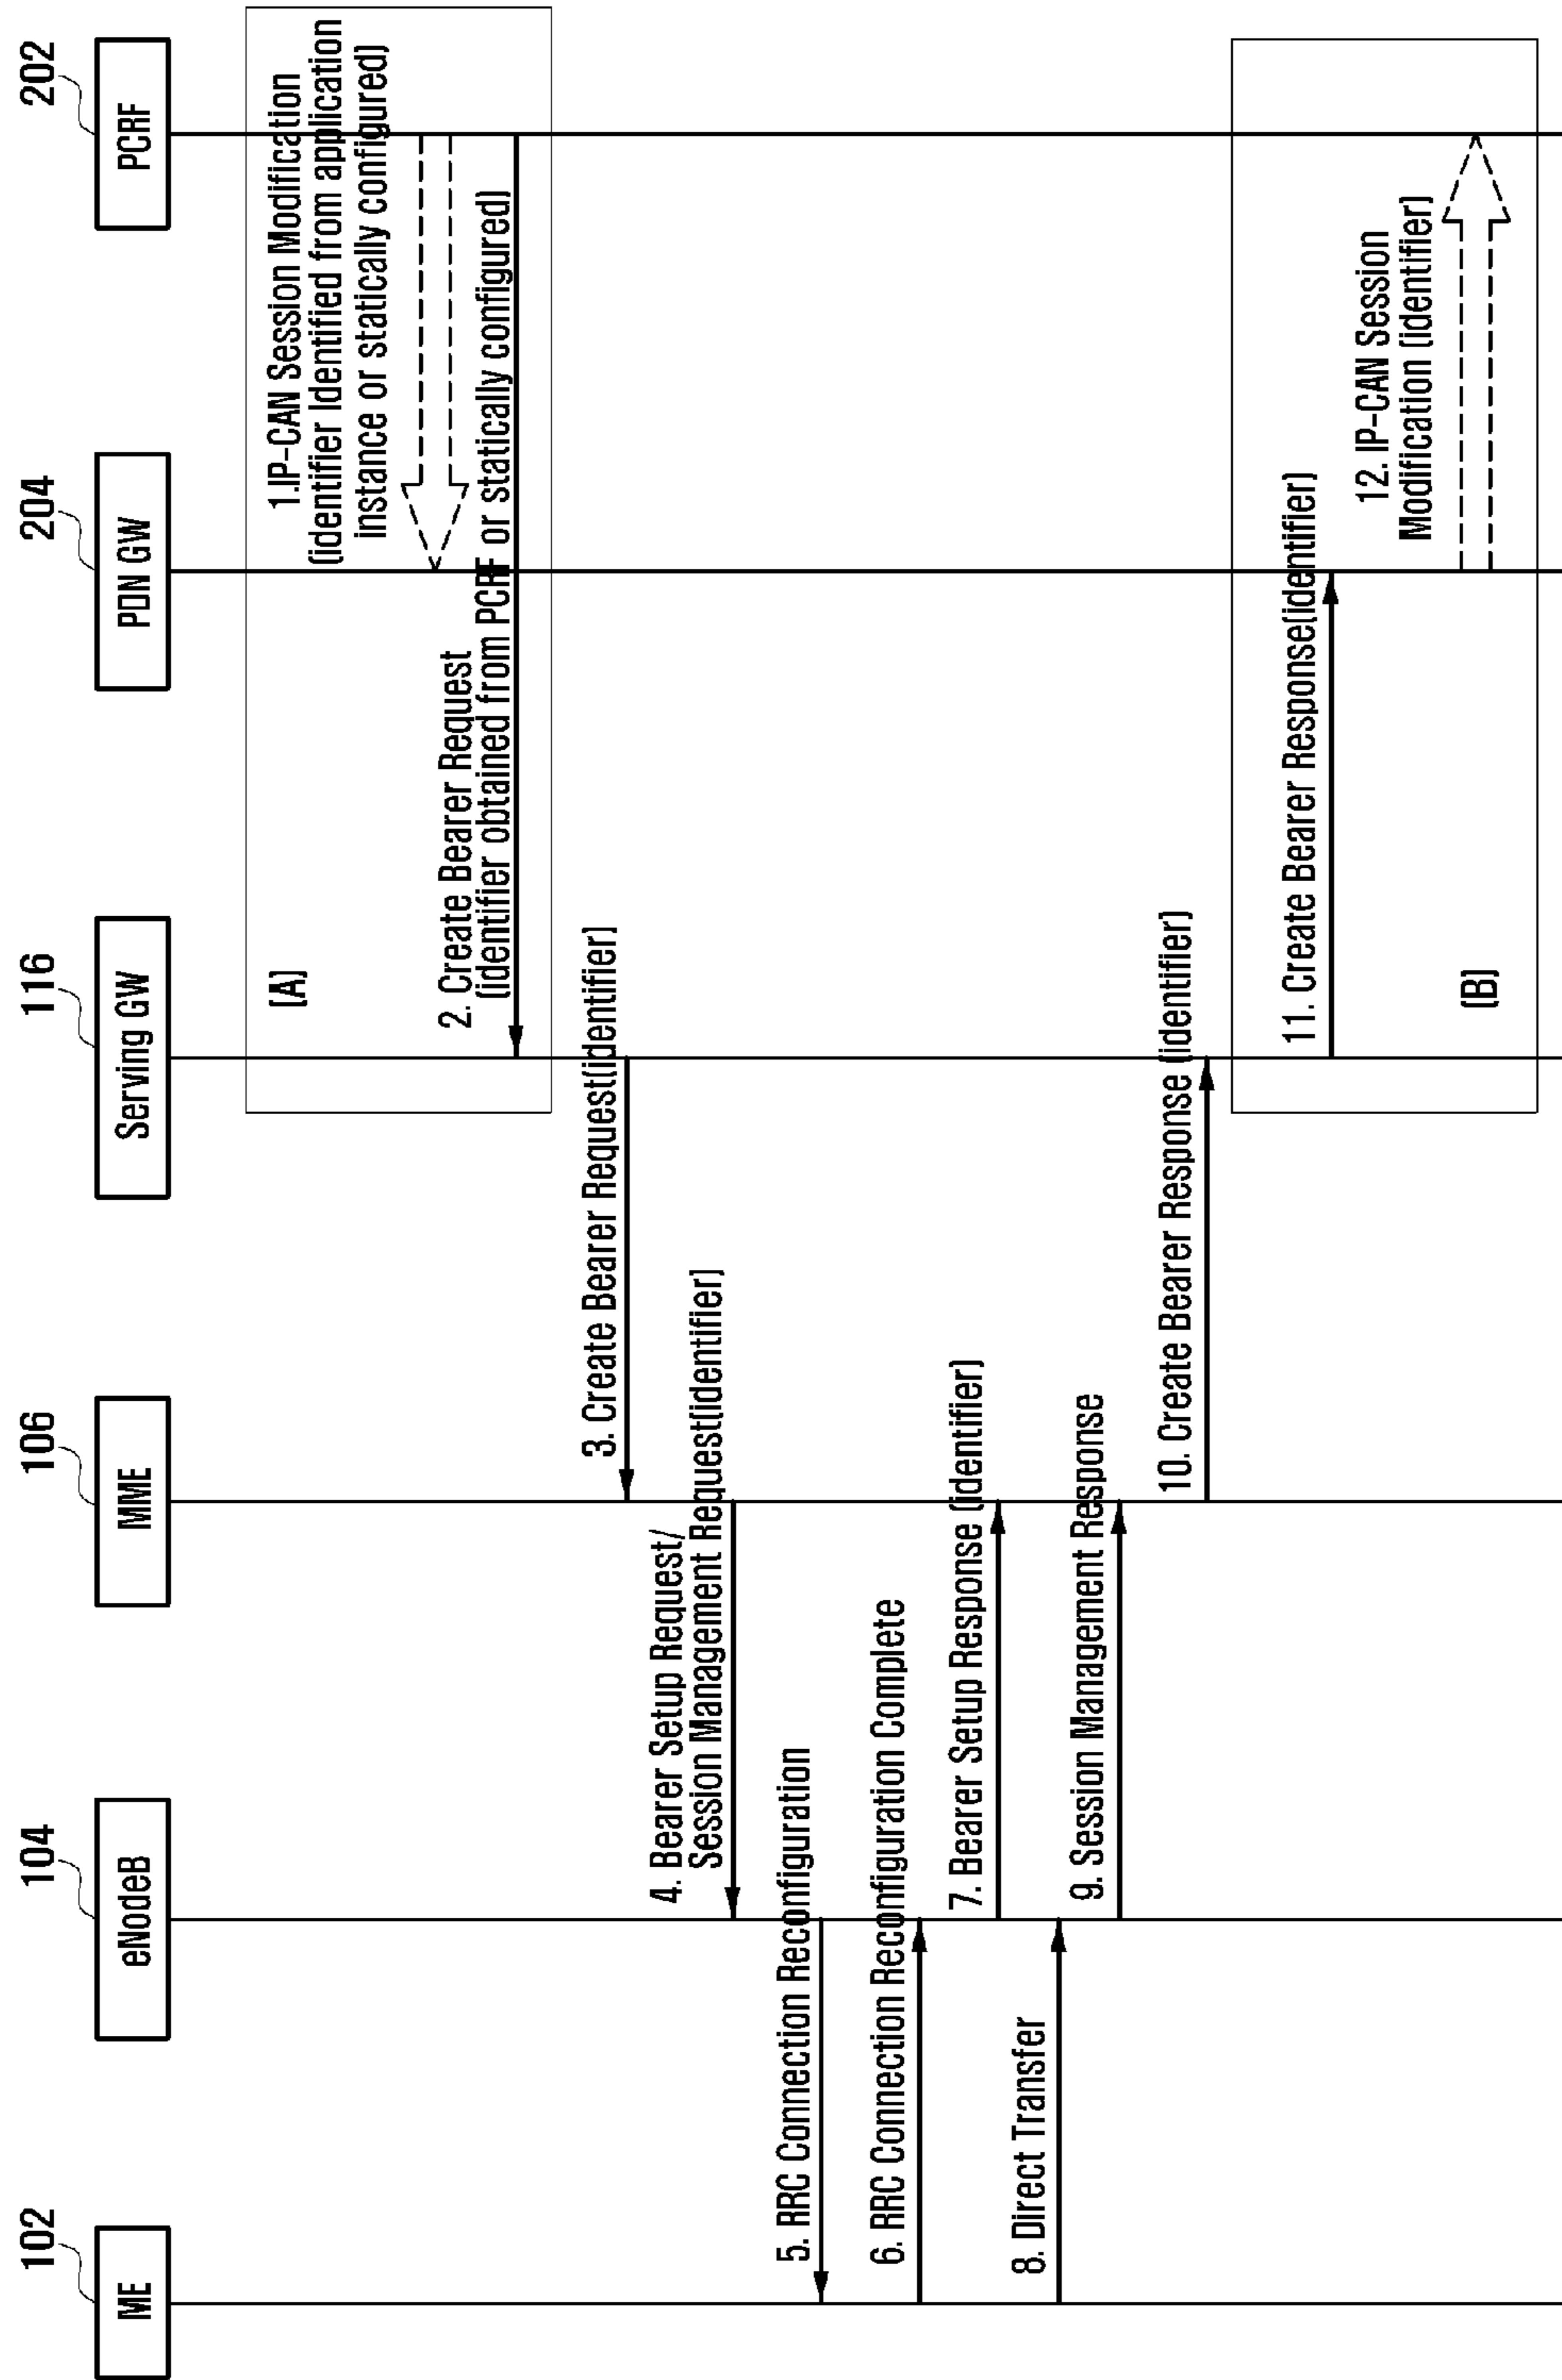 102
104
106
116
204
202
ME
eNodeB
MME
Serving GW
PDN GW
PCRF
(A)
1.IP-CAN Session Modification
(identifier Identified from application
instance or statically configured)
2. Create Bearer Request
(identifier obtained from PCRF or statically configured)
3. Create Bearer Request(identifier)
4. Bearer Setup Request/
Session Management Request(identifier)
5. RRC Connection Reconfiguration
6. RRC Connection Reconfiguration Complete
7. Bearer Setup Response (identifier)
8. Direct Transfer
9. Session Management Response
10. Create Bearer Response (identifier)
11. Create Bearer Response(identifier)
12. IP-CAN Session
Modification (identifier)
(B)